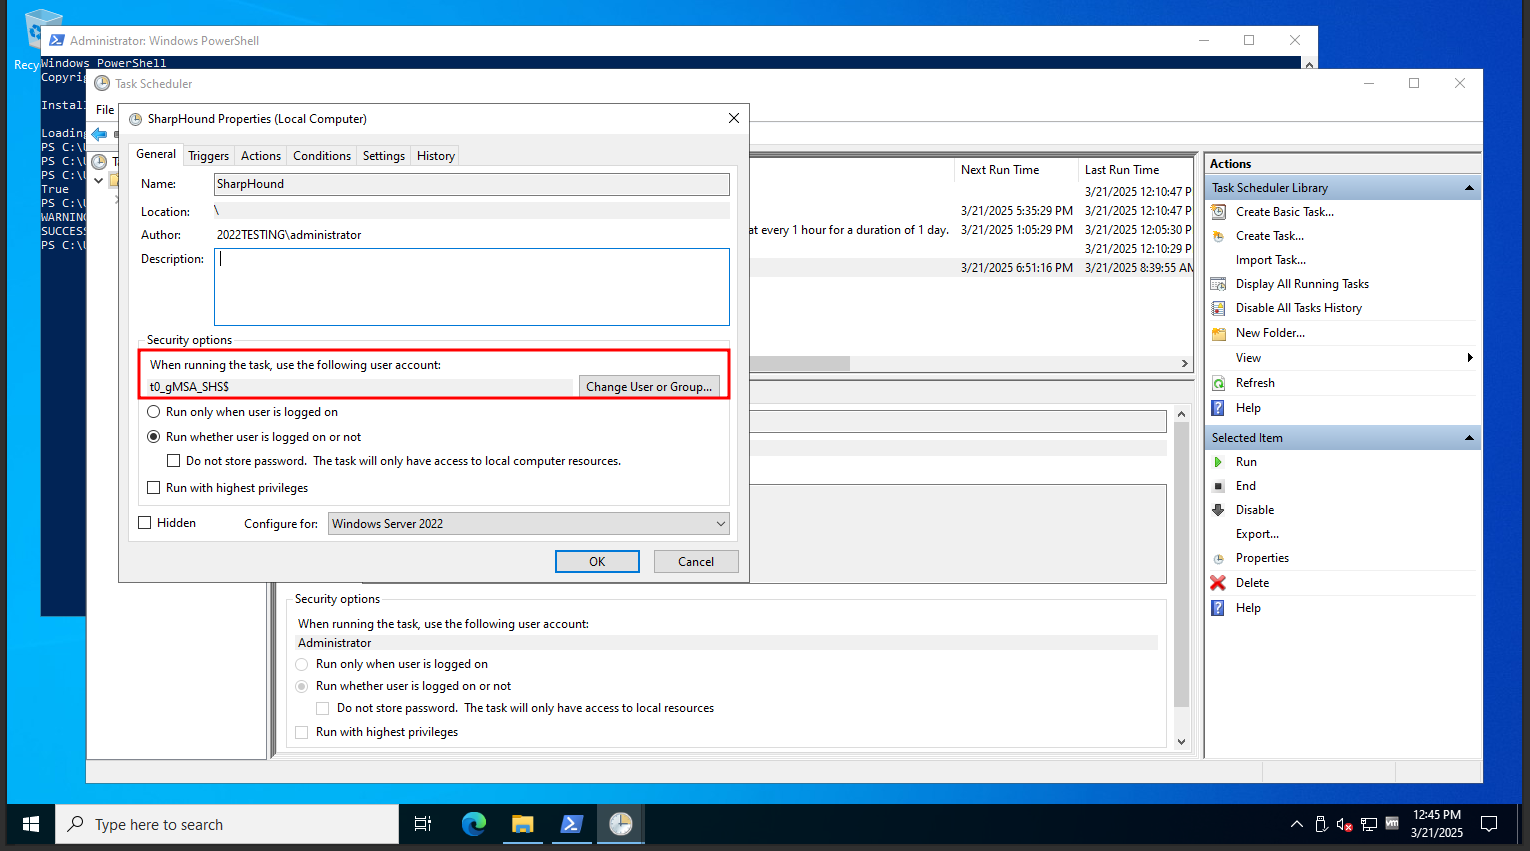 Recy
Administrator: Windows PowerShell
Windows PowerShell
Copyri
Install
Loading
PS C:\U
PS C:\U
PS C:\U
True
PS C:\U
WARNING
SUCCESS
PS C:\U
Task Scheduler
File
SharpHound Properties (Local Computer)
General Triggers Actions Conditions Settings History
Name: SharpHound
Location: \
Author: 2022TESTING\administrator
Description:
Security options
When running the task, use the following user account:
t0_gMSA_SHS$ Change User or Group...
Run only when user is logged on
Run whether user is logged on or not
Do not store password. The task will only have access to local computer resources.
Run with highest privileges
Hidden Configure for: Windows Server 2022
OK Cancel
Next Run Time Last Run Time
3/21/2025 12:10:47 P
3/21/2025 5:35:29 PM 3/21/2025 12:10:47 P
at every 1 hour for a duration of 1 day. 3/21/2025 1:05:29 PM 3/21/2025 12:05:30 P
3/21/2025 12:10:29 P
3/21/2025 6:51:16 PM 3/21/2025 8:39:55 AM
Security options
When running the task, use the following user account:
Administrator
Run only when user is logged on
Run whether user is logged on or not
Do not store password. The task will only have access to local resources
Run with highest privileges
Actions
Task Scheduler Library
Create Basic Task...
Create Task...
Import Task...
Display All Running Tasks
Disable All Tasks History
New Folder...
View
Refresh
Help
Selected Item
Run
End
Disable
Export...
Properties
Delete
Help
Type here to search
vm
12:45 PM
3/21/2025